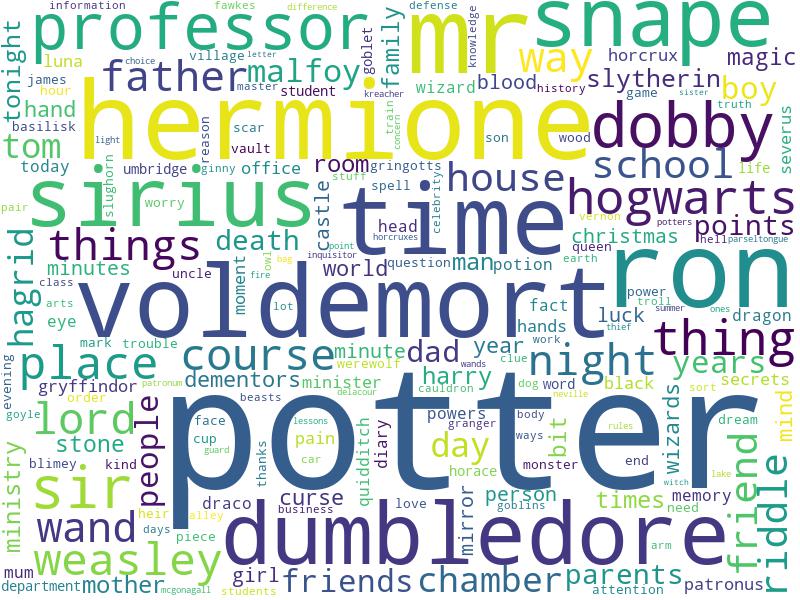 information
fawkes
difference
defense
tonight
professor
mr
snape
village
choice
letter
goblet
family
knowledge
way
horcrux
magic
luna
james
hour
father
malfoy
master
kreacher
wizard
blood
history
slytherin
boy
hand
student
train
concern
game
sister
basilisk
hermione
dobby
truth
severus
scar
reason
son
wood
tom
light
vault
today
umbridge
ginny
office
room
gringotts
school
life
slughorn
stuff
spell
celebrity
house
hogwarts
pair
sirius
worry
castle
time
vernon
potters
points
things
death
head
point
horcruxes
christmas
hell
parseltongue
hagrid
minutes
moment
owl
inquisitor
queen
uncle
fire
bag
world
question
man
potion
earth
ron
class
arts
lot
voldemort
fact
power
troll
summer
ones
dragon
eye
hands
luck
thief
mark
trouble
work
thing
evening
place
course
minute
dad
year
clue
night
years
werewolf
wands
gryffindor
patronum
dementors
minister
harry
dog
word
black
sort
secrets
goyle
order
beasts
delacour
cauldron
neville
mind
lord
people
potter
face
lessons
powers
body
granger
ways
rules
wizards
dream
cup
guard
pain
diary
day
bit
friend
riddle
stone
quidditch
car
horace
monster
end
lake
ministry
blimey
kind
thanks
witch
sir
heir
draco
curse
love
mirror
person
goblins
times
memory
wand
days
alley
business
need
piece
dumbledore
arm
weasley
mum
girl
friends
chamber
parents
patronus
department
mother
mcgonagall
students
attention